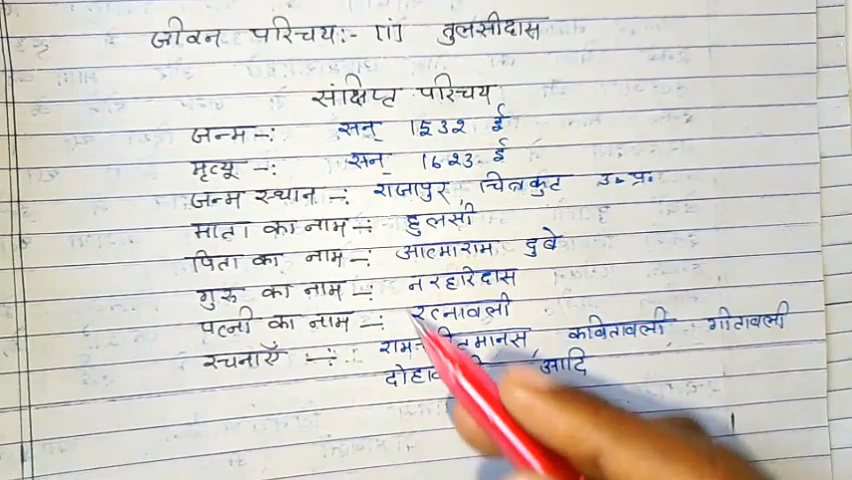 जीवन परिचय:- [1] तुलसीदास
संक्षिप्ट परिचय
जन्म -: सन् 1532 ई
मृत्यू -: सन् 1623 ई
जन्म स्थान -: राजापुर, चित्रकुट उ.प्र.
माता का नाम -: हुलसी
पिता का नाम -: आत्माराम दुबे
गुरु का नाम -: नरहरिदास
पत्नी का नाम -: रत्नावली
रचनाएँ -: कवितावली गीतावली
आदि